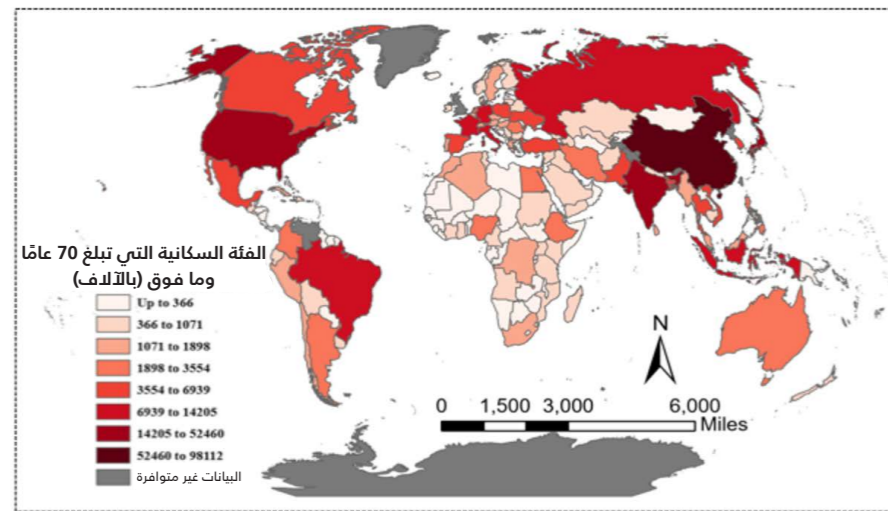 الفئة السكانية التي تبلغ 70 عامًا
وما فوق (بالآلاف)
Up to 366
366 to 1071
1071 to 1898
1898 to 3554
3554 to 6939
6939 to 14205
14205 to 52460
52460 to 98112
البيانات غير متوافرة
N
0 1,500 3,000 6,000
Miles